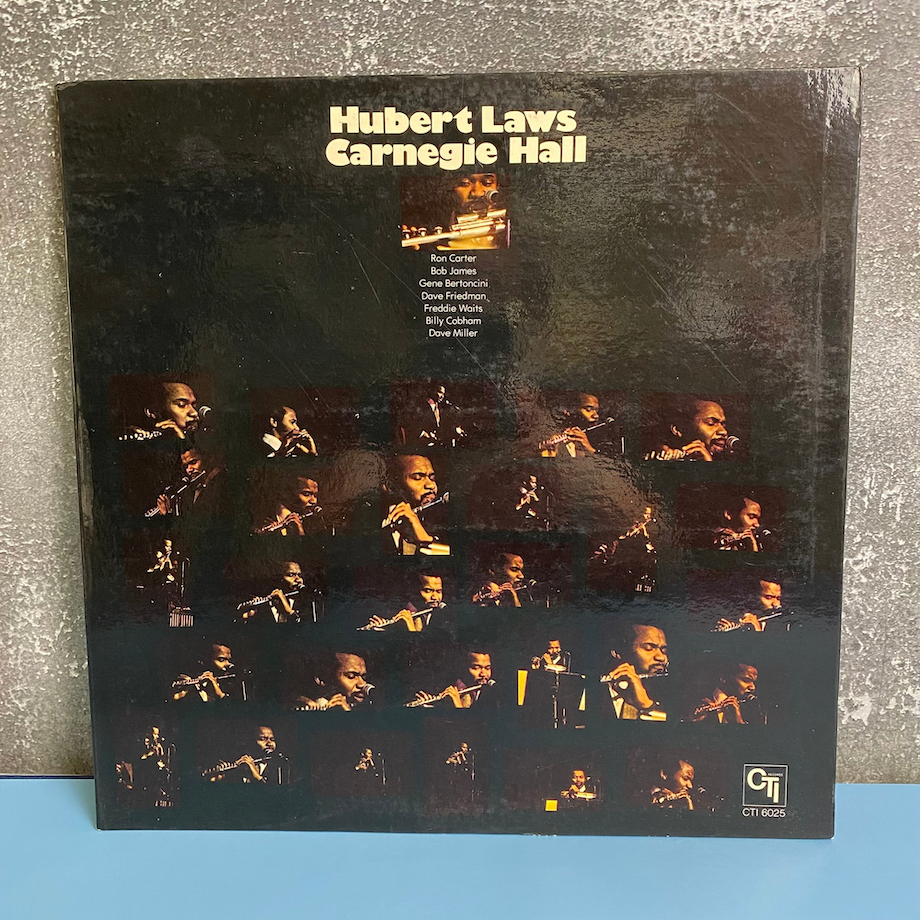 Hubert Laws
Carnegie Hall
Ron Carter
Bob James
Gene Bertoncini
Dave Friedman
Freddie Waits
Billy Cobham
Dave Miller
CTI
CTI 6025